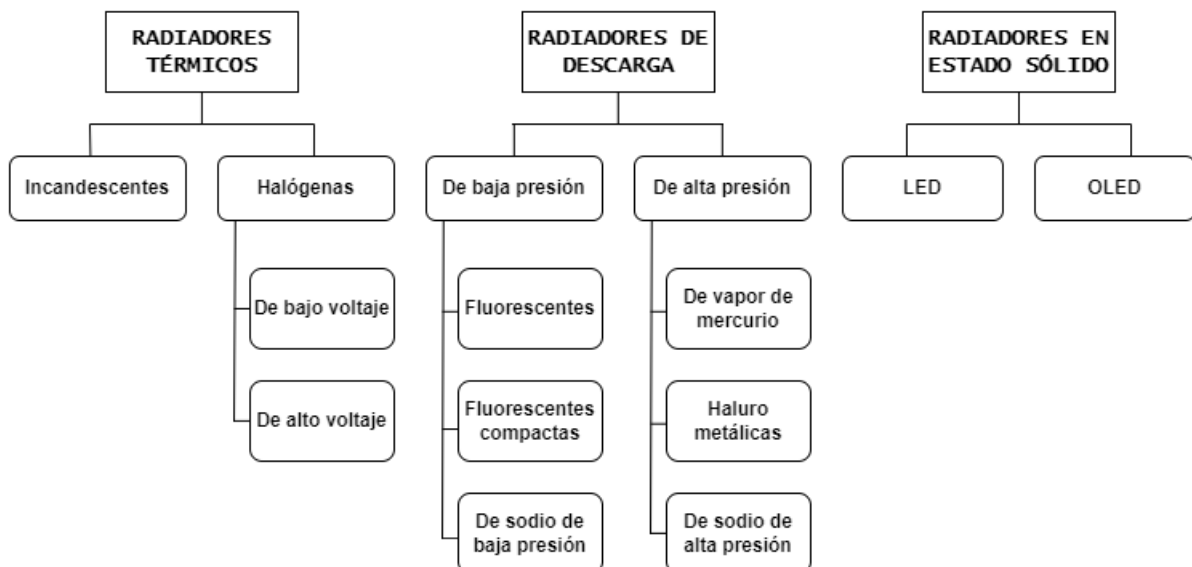 RADIADORES
TÉRMICOS
Incandescentes
Halógenas
De bajo voltaje
De alto voltaje
RADIADORES DE
DESCARGA
De baja presión
Fluorescentes
Fluorescentes
compactas
De sodio de
baja presión
De alta presión
De vapor de
mercurio
Haluro
metálicas
De sodio de
alta presión
RADIADORES EN
ESTADO SÓLIDO
LED
OLED